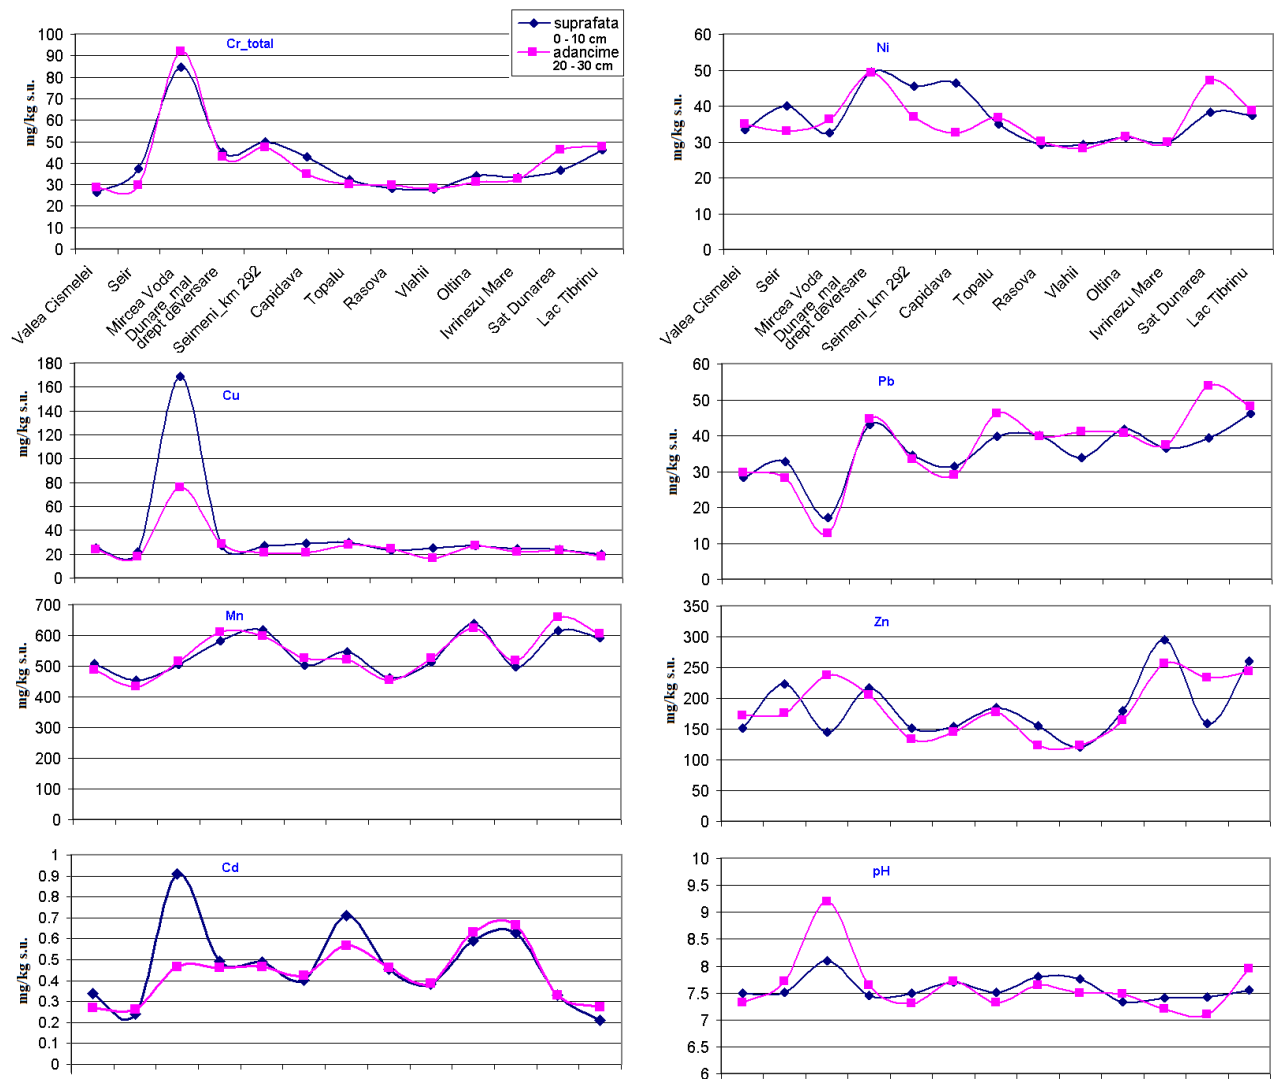 suprafata
0 - 10 cm
adancime
20 - 30 cm
Cr_total
mg/kg s.u.
100
90
80
70
60
50
40
30
20
10
0
Valea Cismelei
Seir
Mircea Voda
Dunare_mal
drept deversare
Seimeni_km 292
Capidava
Topalu
Rasova
Vlahii
Oltina
Ivrinezu Mare
Sat Dunarea
Lac Tibrinu
Ni
mg/kg s.u.
60
50
40
30
20
10
0
Valea Cismelei
Seir
Mircea Voda
Dunare_mal
drept deversare
Seimeni_km 292
Capidava
Topalu
Rasova
Vlahii
Oltina
Ivrinezu Mare
Sat Dunarea
Lac Tibrinu
Cu
mg/kg s.u.
180
160
140
120
100
80
60
40
20
0
Pb
mg/kg s.u.
60
50
40
30
20
10
0
Mn
mg/kg s.u.
700
600
500
400
300
200
100
0
Zn
mg/kg s.u.
350
300
250
200
150
100
50
0
Cd
mg/kg s.u.
1
0.9
0.8
0.7
0.6
0.5
0.4
0.3
0.2
0.1
0
pH
10
9.5
9
8.5
8
7.5
7
6.5
6